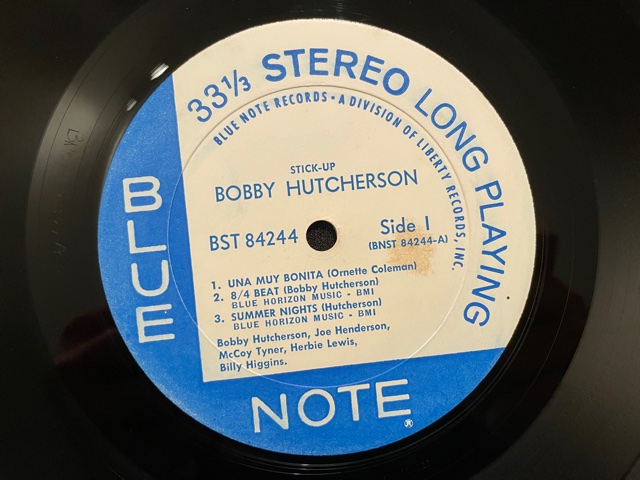 33⅓ STEREO LONG PLAYING
BLUE NOTE RECORDS • A DIVISION OF LIBERTY RECORDS, INC.
STICK-UP
BOBBY HUTCHERSON
BST 84244
Side 1
(BNST 84244-A)
1. UNA MUY BONITA (Ornette Coleman)
2. 8/4 BEAT (Bobby Hutcherson)
BLUE HORIZON MUSIC - BMI
3. SUMMER NIGHTS (Hutcherson)
BLUE HORIZON MUSIC - BMI
Bobby Hutcherson, Joe Henderson,
McCoy Tyner, Herbie Lewis,
Billy Higgins.
BLUE
NOTE®